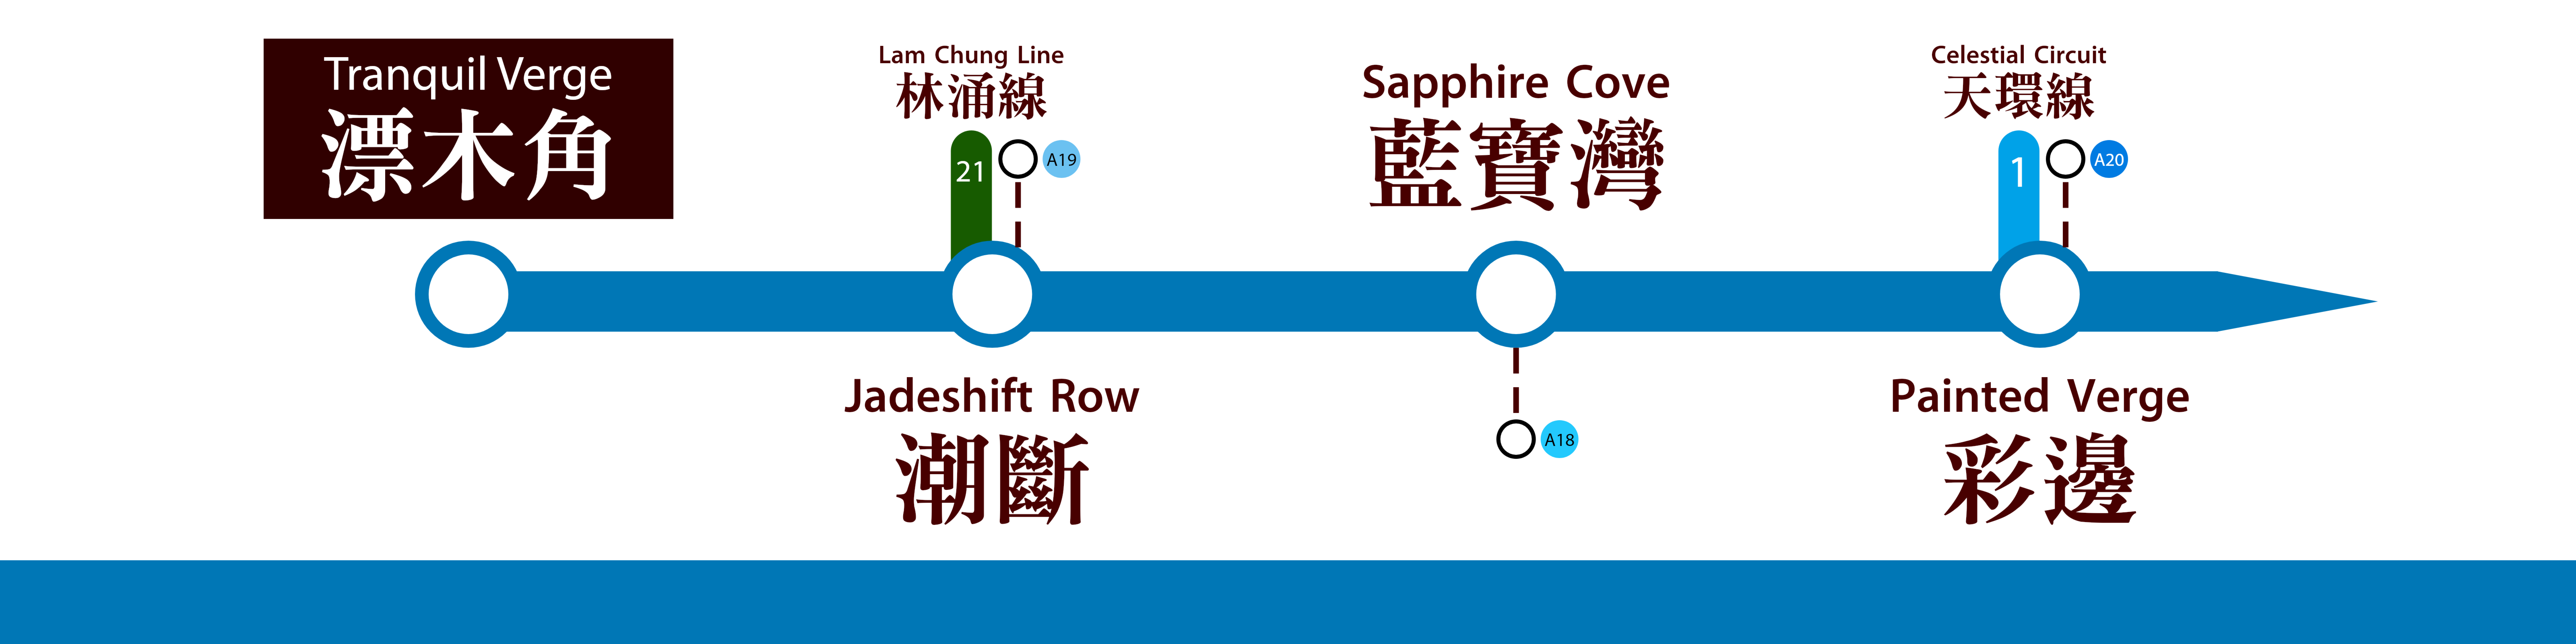 Tranquil Verge
漂木角
Lam Chung Line
林涌線
21
A19
Jadeshift Row
潮斷
Sapphire Cove
藍寶灣
A18
Celestial Circuit
天環線
1
A20
Painted Verge
彩邊